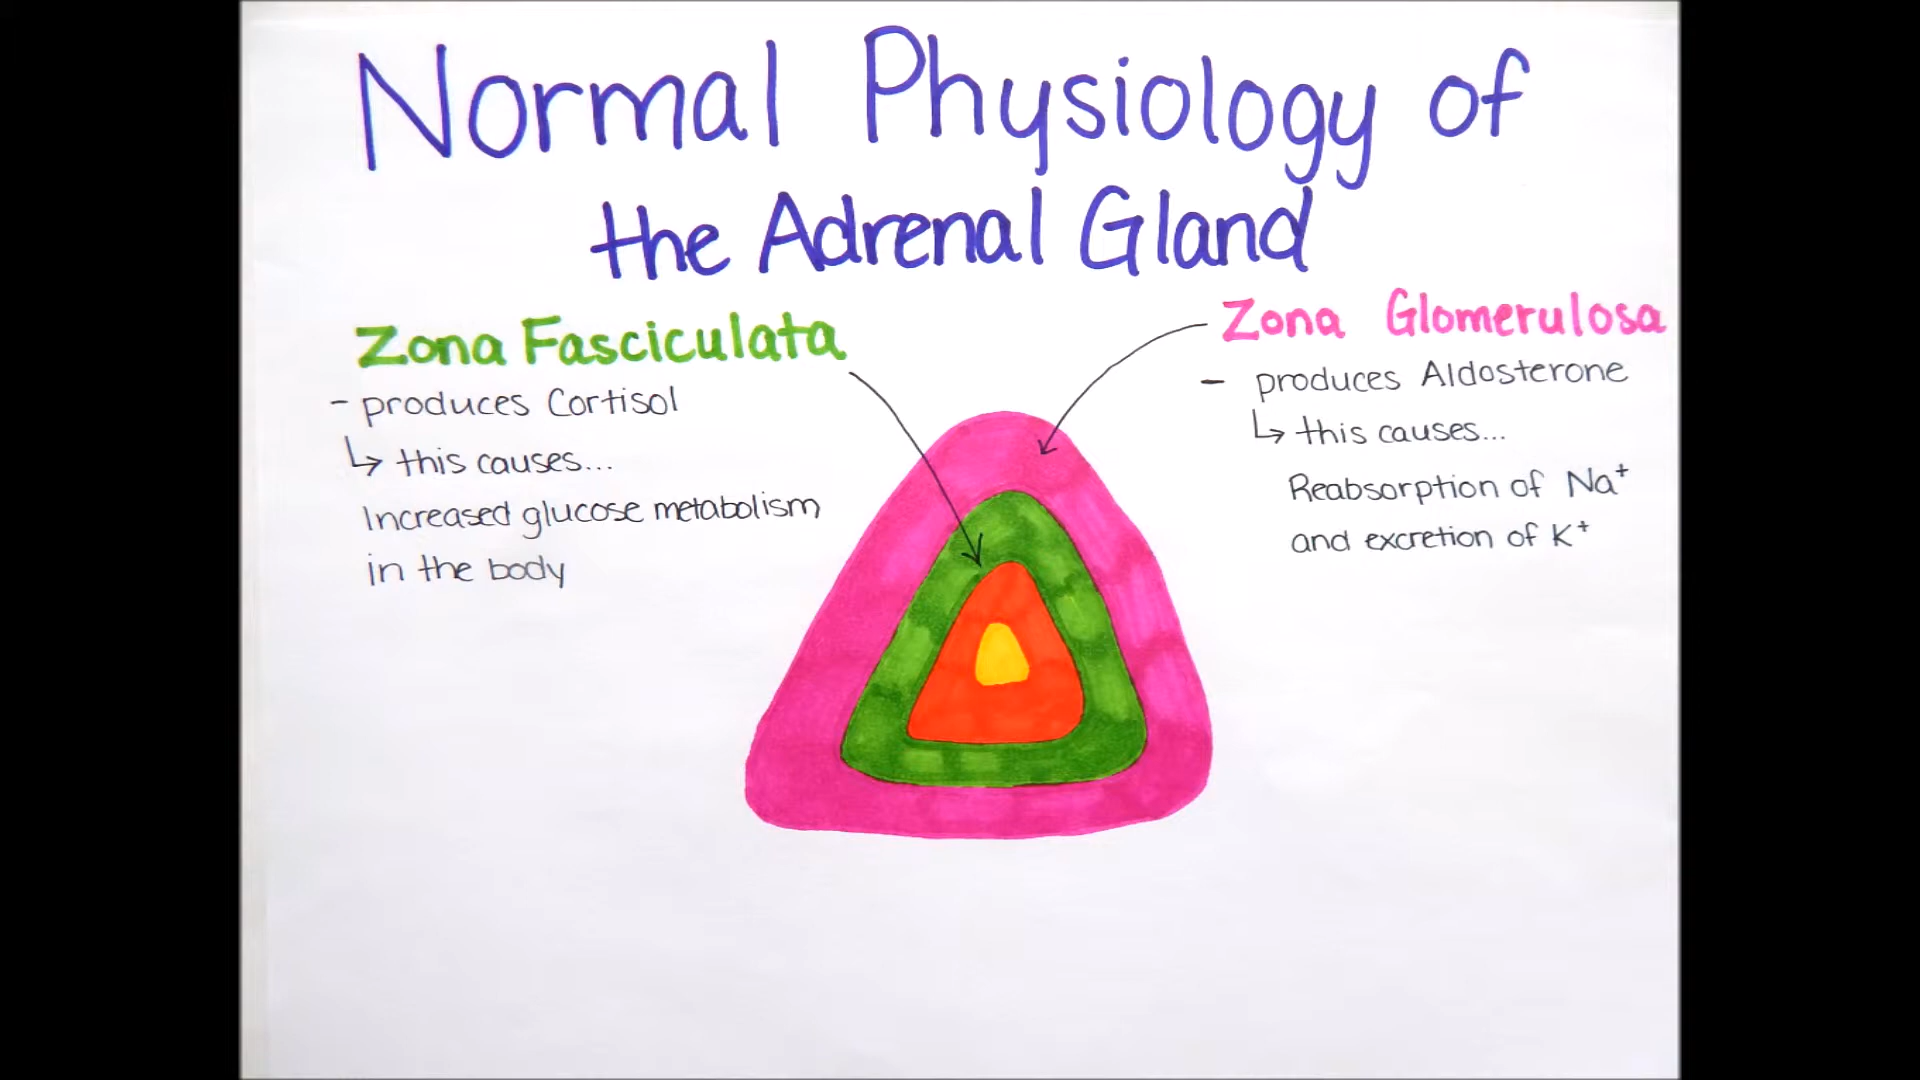 Normal Physiology of
the Adrenal Gland
Zona Fasciculata
- produces Cortisol
↳ this causes...
Increased glucose metabolism
in the body
Zona Glomerulosa
- produces Aldosterone
↳ this causes...
Reabsorption of Na⁺
and excretion of K⁺